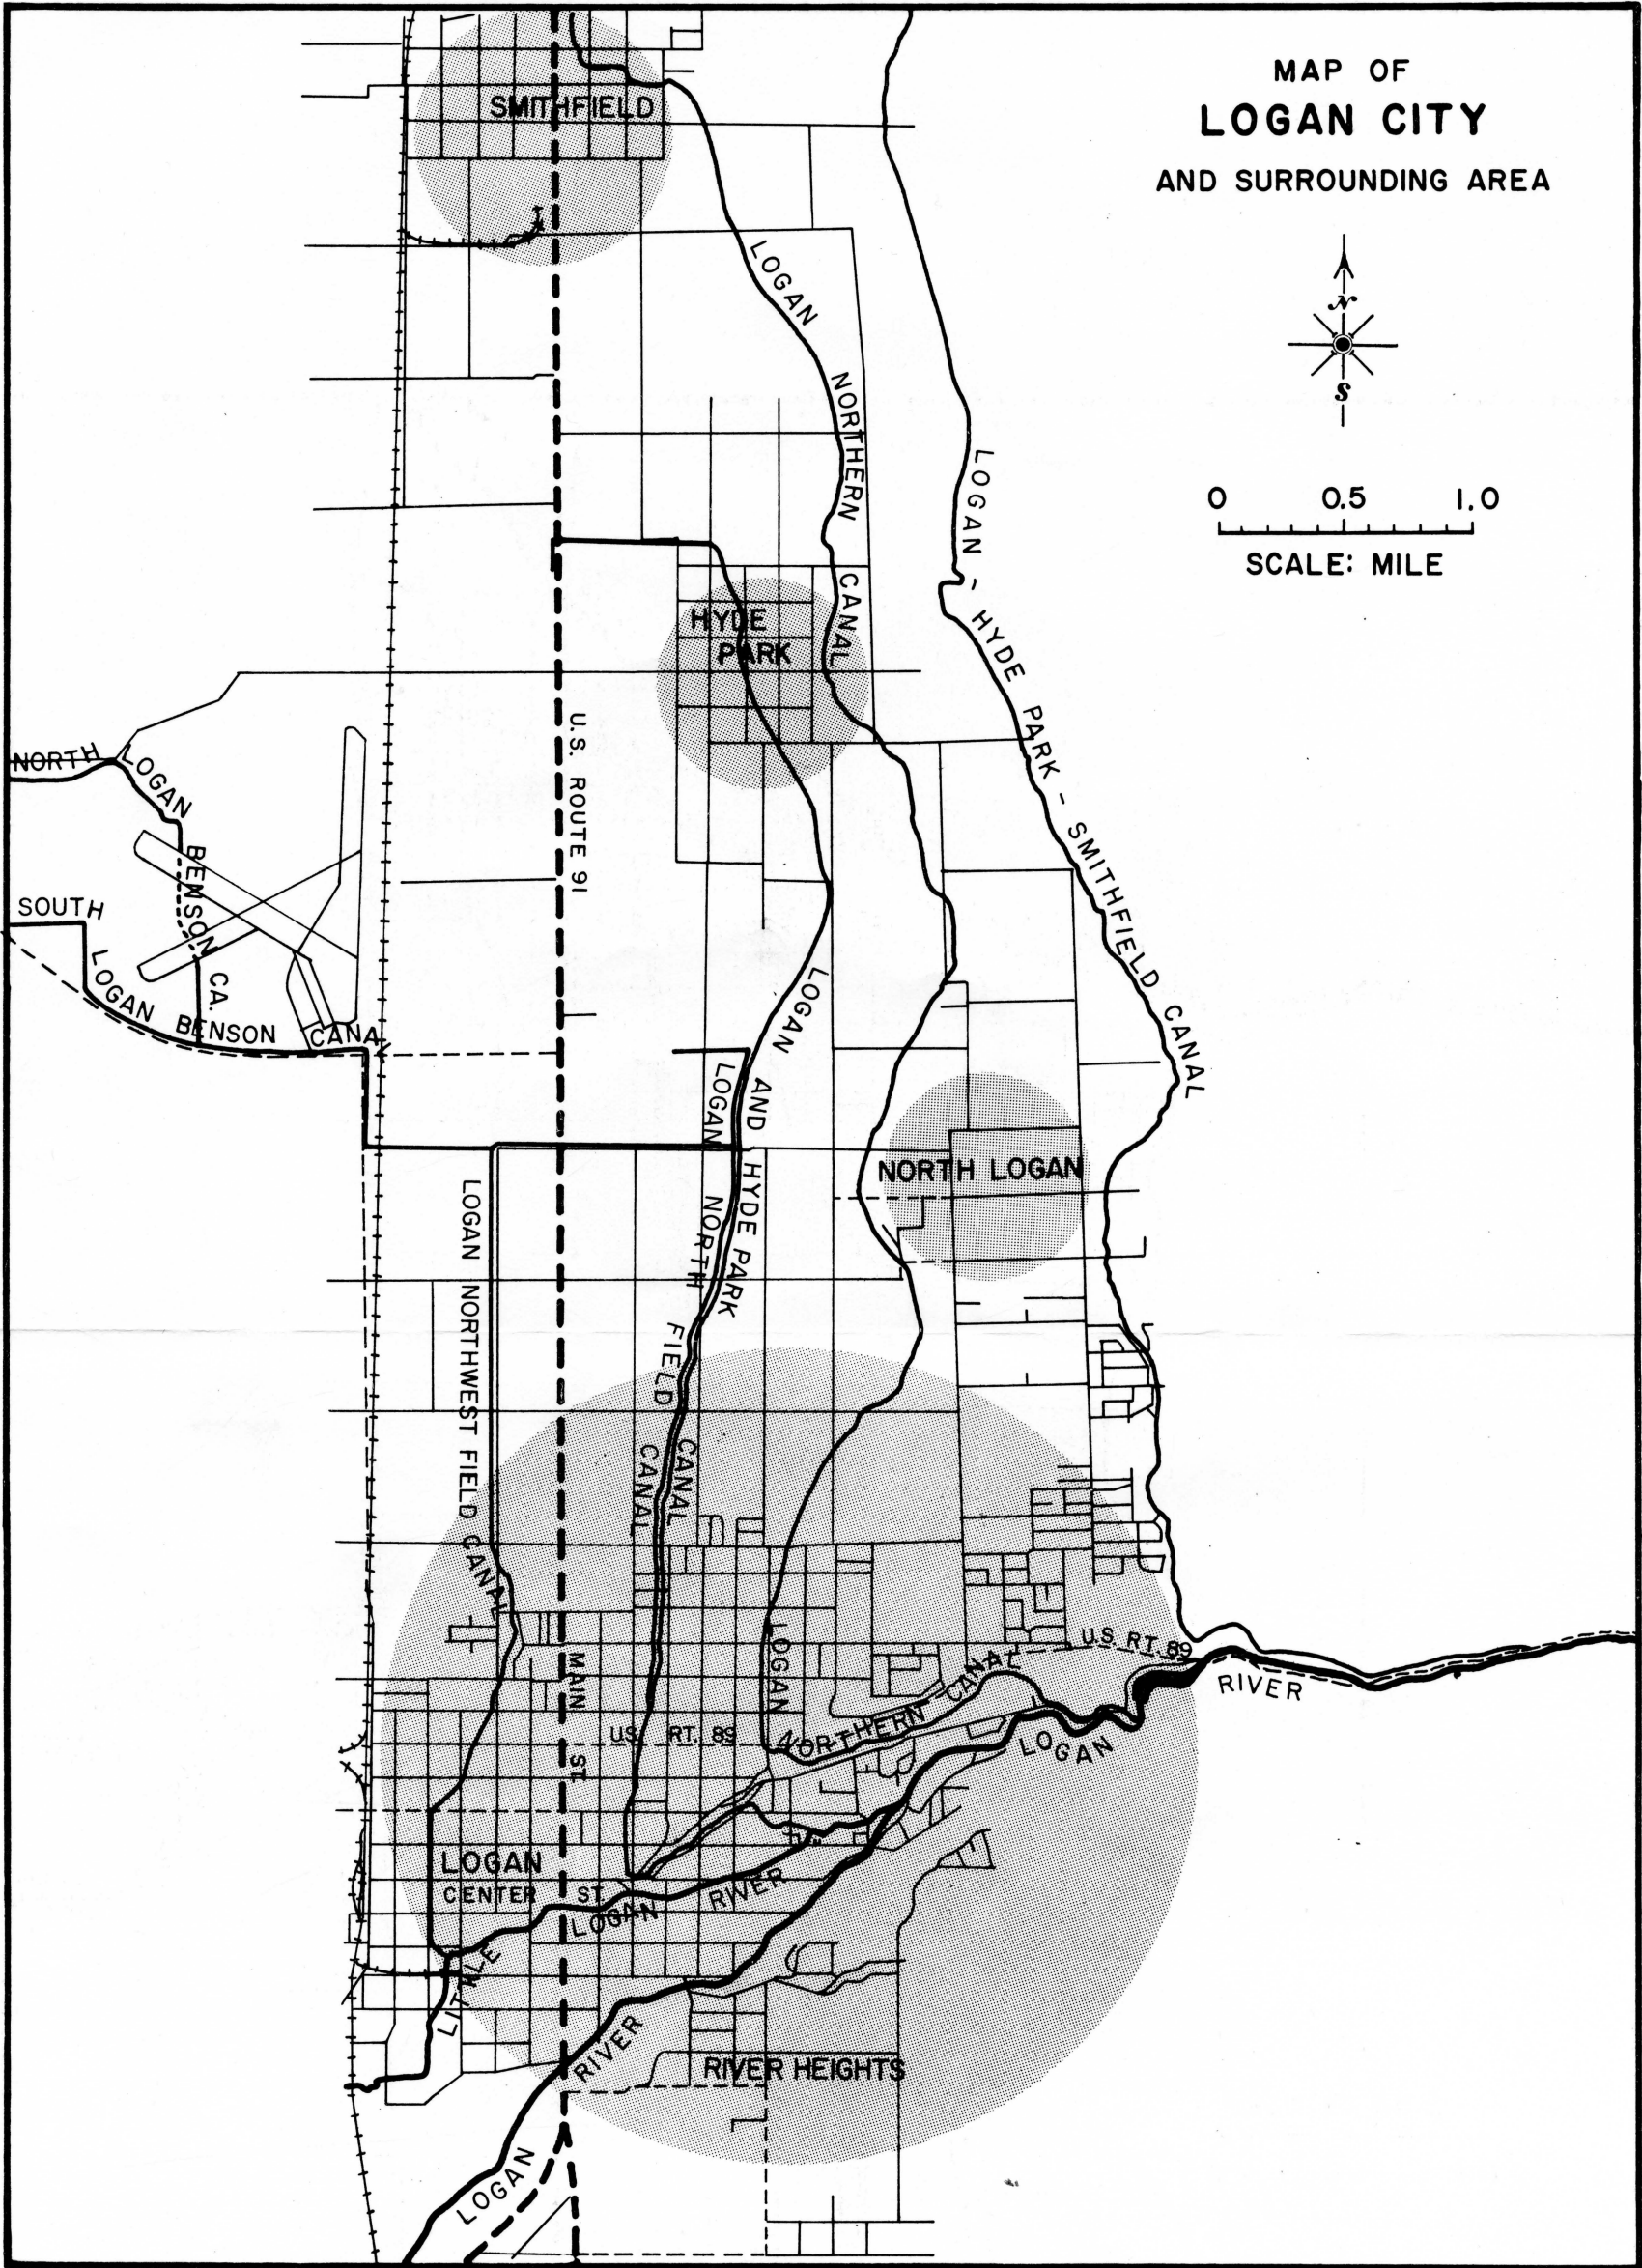 MAP OF
LOGAN CITY
AND SURROUNDING AREA
N
S
0 0.5 1.0
SCALE: MILE
SMITHFIELD
LOGAN NORTHERN CANAL
LOGAN - HYDE PARK - SMITHFIELD CANAL
HYDE
PARK
U.S. ROUTE 91
NORTH LOGAN BENSON CA.
SOUTH LOGAN BENSON CANAL
LOGAN AND HYDE PARK CANAL
LOGAN NORTH FIELD CANAL
NORTH LOGAN
LOGAN NORTHWEST FIELD CANAL
LOGAN NORTHERN CANAL
U.S. RT. 89
RIVER
LOGAN
MAIN ST.
U.S. RT. 89
LOGAN
CENTER ST.
LITTLE LOGAN RIVER
RIVER HEIGHTS
LOGAN RIVER